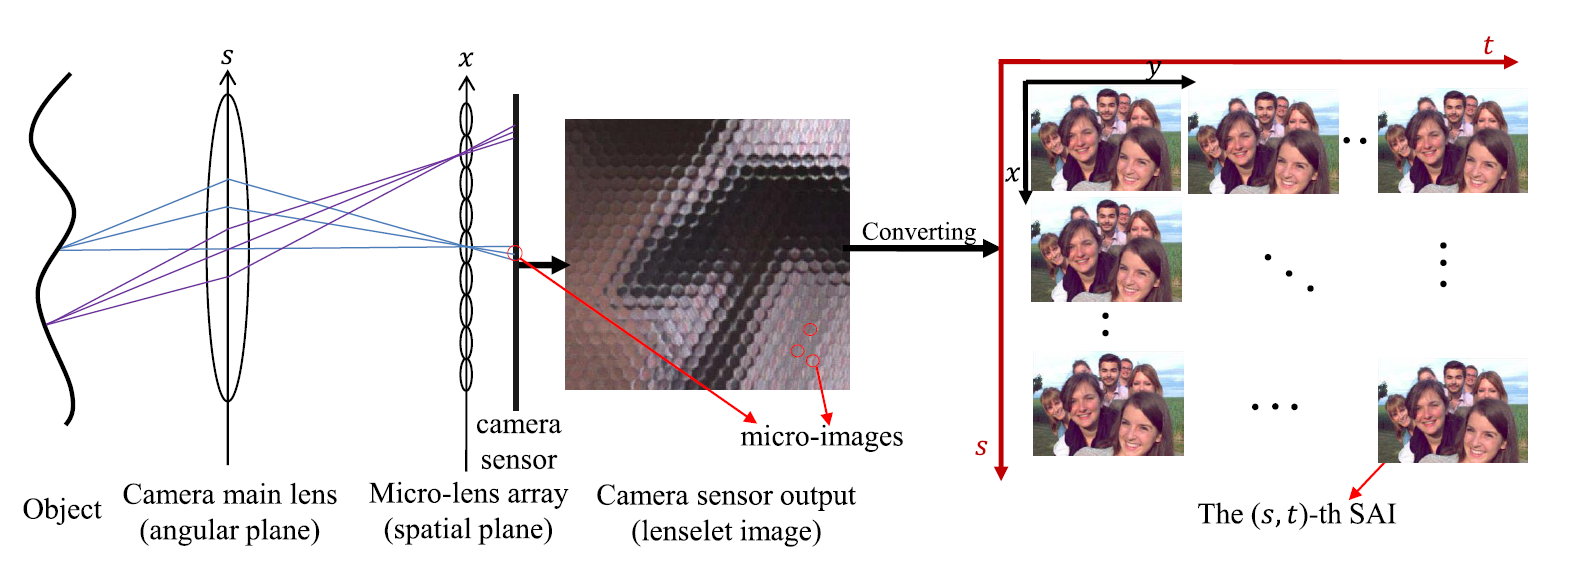 s
x
t
y
x
Converting
s
camera
sensor
micro-images
Object
Camera main lens
(angular plane)
Micro-lens array
(spatial plane)
Camera sensor output
(lenselet image)
The (s, t)-th SAI